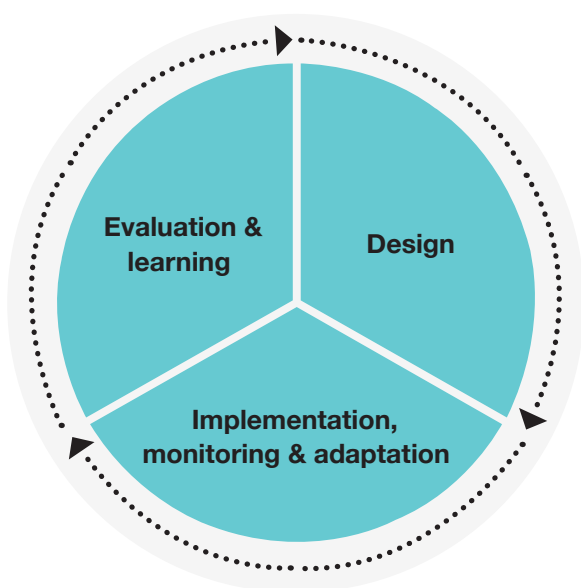 Evaluation &
learning
Design
Implementation,
monitoring & adaptation